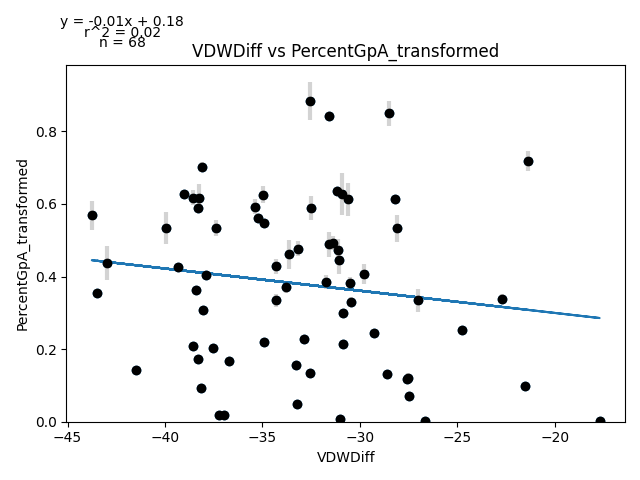 y = -0.01x + 0.18
r^2 = 0.02
n = 68
VDWDiff vs PercentGpA_transformed
PercentGpA_transformed
0.8
0.6
0.4
0.2
0.0
−45
−40
−35
−30
−25
−20
VDWDiff